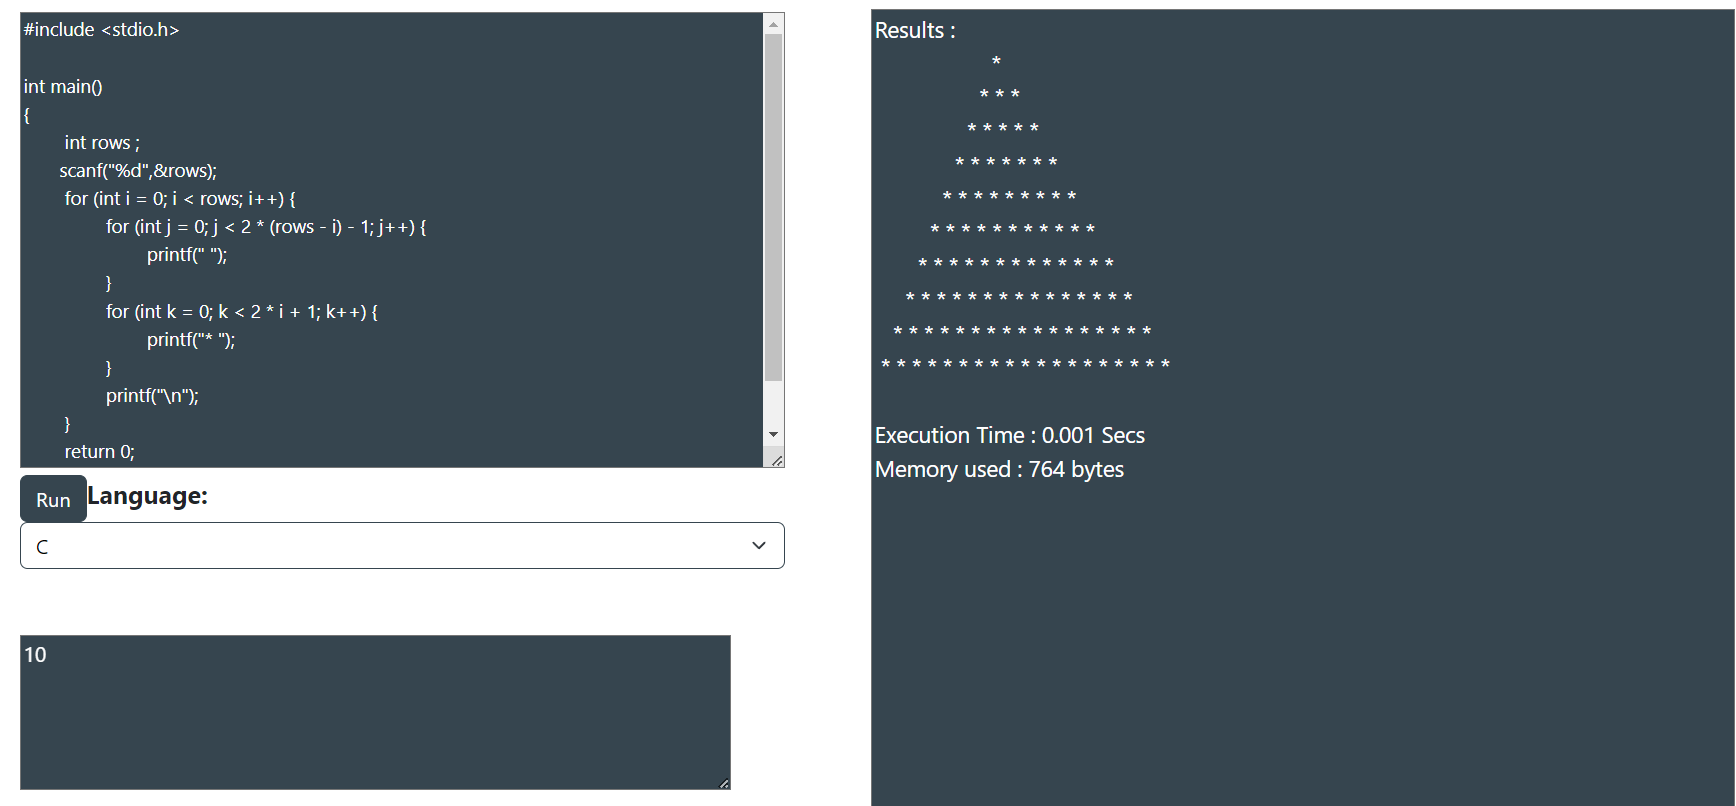 #include <stdio.h>
int main()
{
int rows ;
scanf("%d",&rows);
for (int i = 0; i < rows; i++) {
for (int j = 0; j < 2 * (rows - i) - 1; j++) {
printf(" ");
}
for (int k = 0; k < 2 * i + 1; k++) {
printf("* ");
}
printf("\n");
}
return 0;
Run Language:
C
10
Results :
*
* * *
* * * * *
* * * * * * *
* * * * * * * * *
* * * * * * * * * * *
* * * * * * * * * * * * *
* * * * * * * * * * * * * * *
* * * * * * * * * * * * * * * * *
* * * * * * * * * * * * * * * * * * *
Execution Time : 0.001 Secs
Memory used : 764 bytes